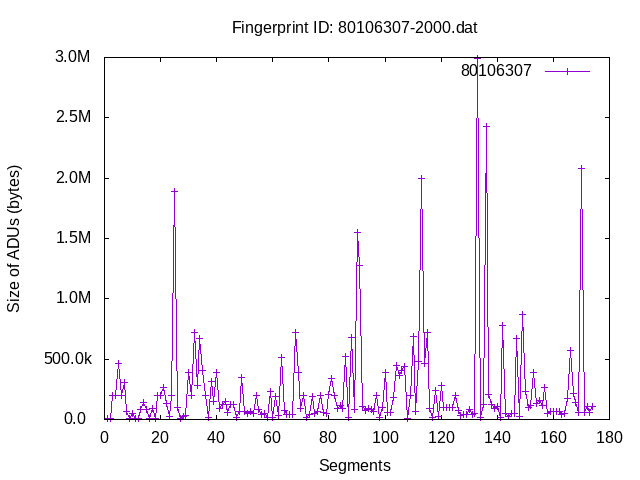 Fingerprint ID: 80106307-2000.dat
80106307
3.0M
2.5M
2.0M
1.5M
1.0M
500.0k
0.0
Size of ADUs (bytes)
0 20 40 60 80 100 120 140 160 180
Segments